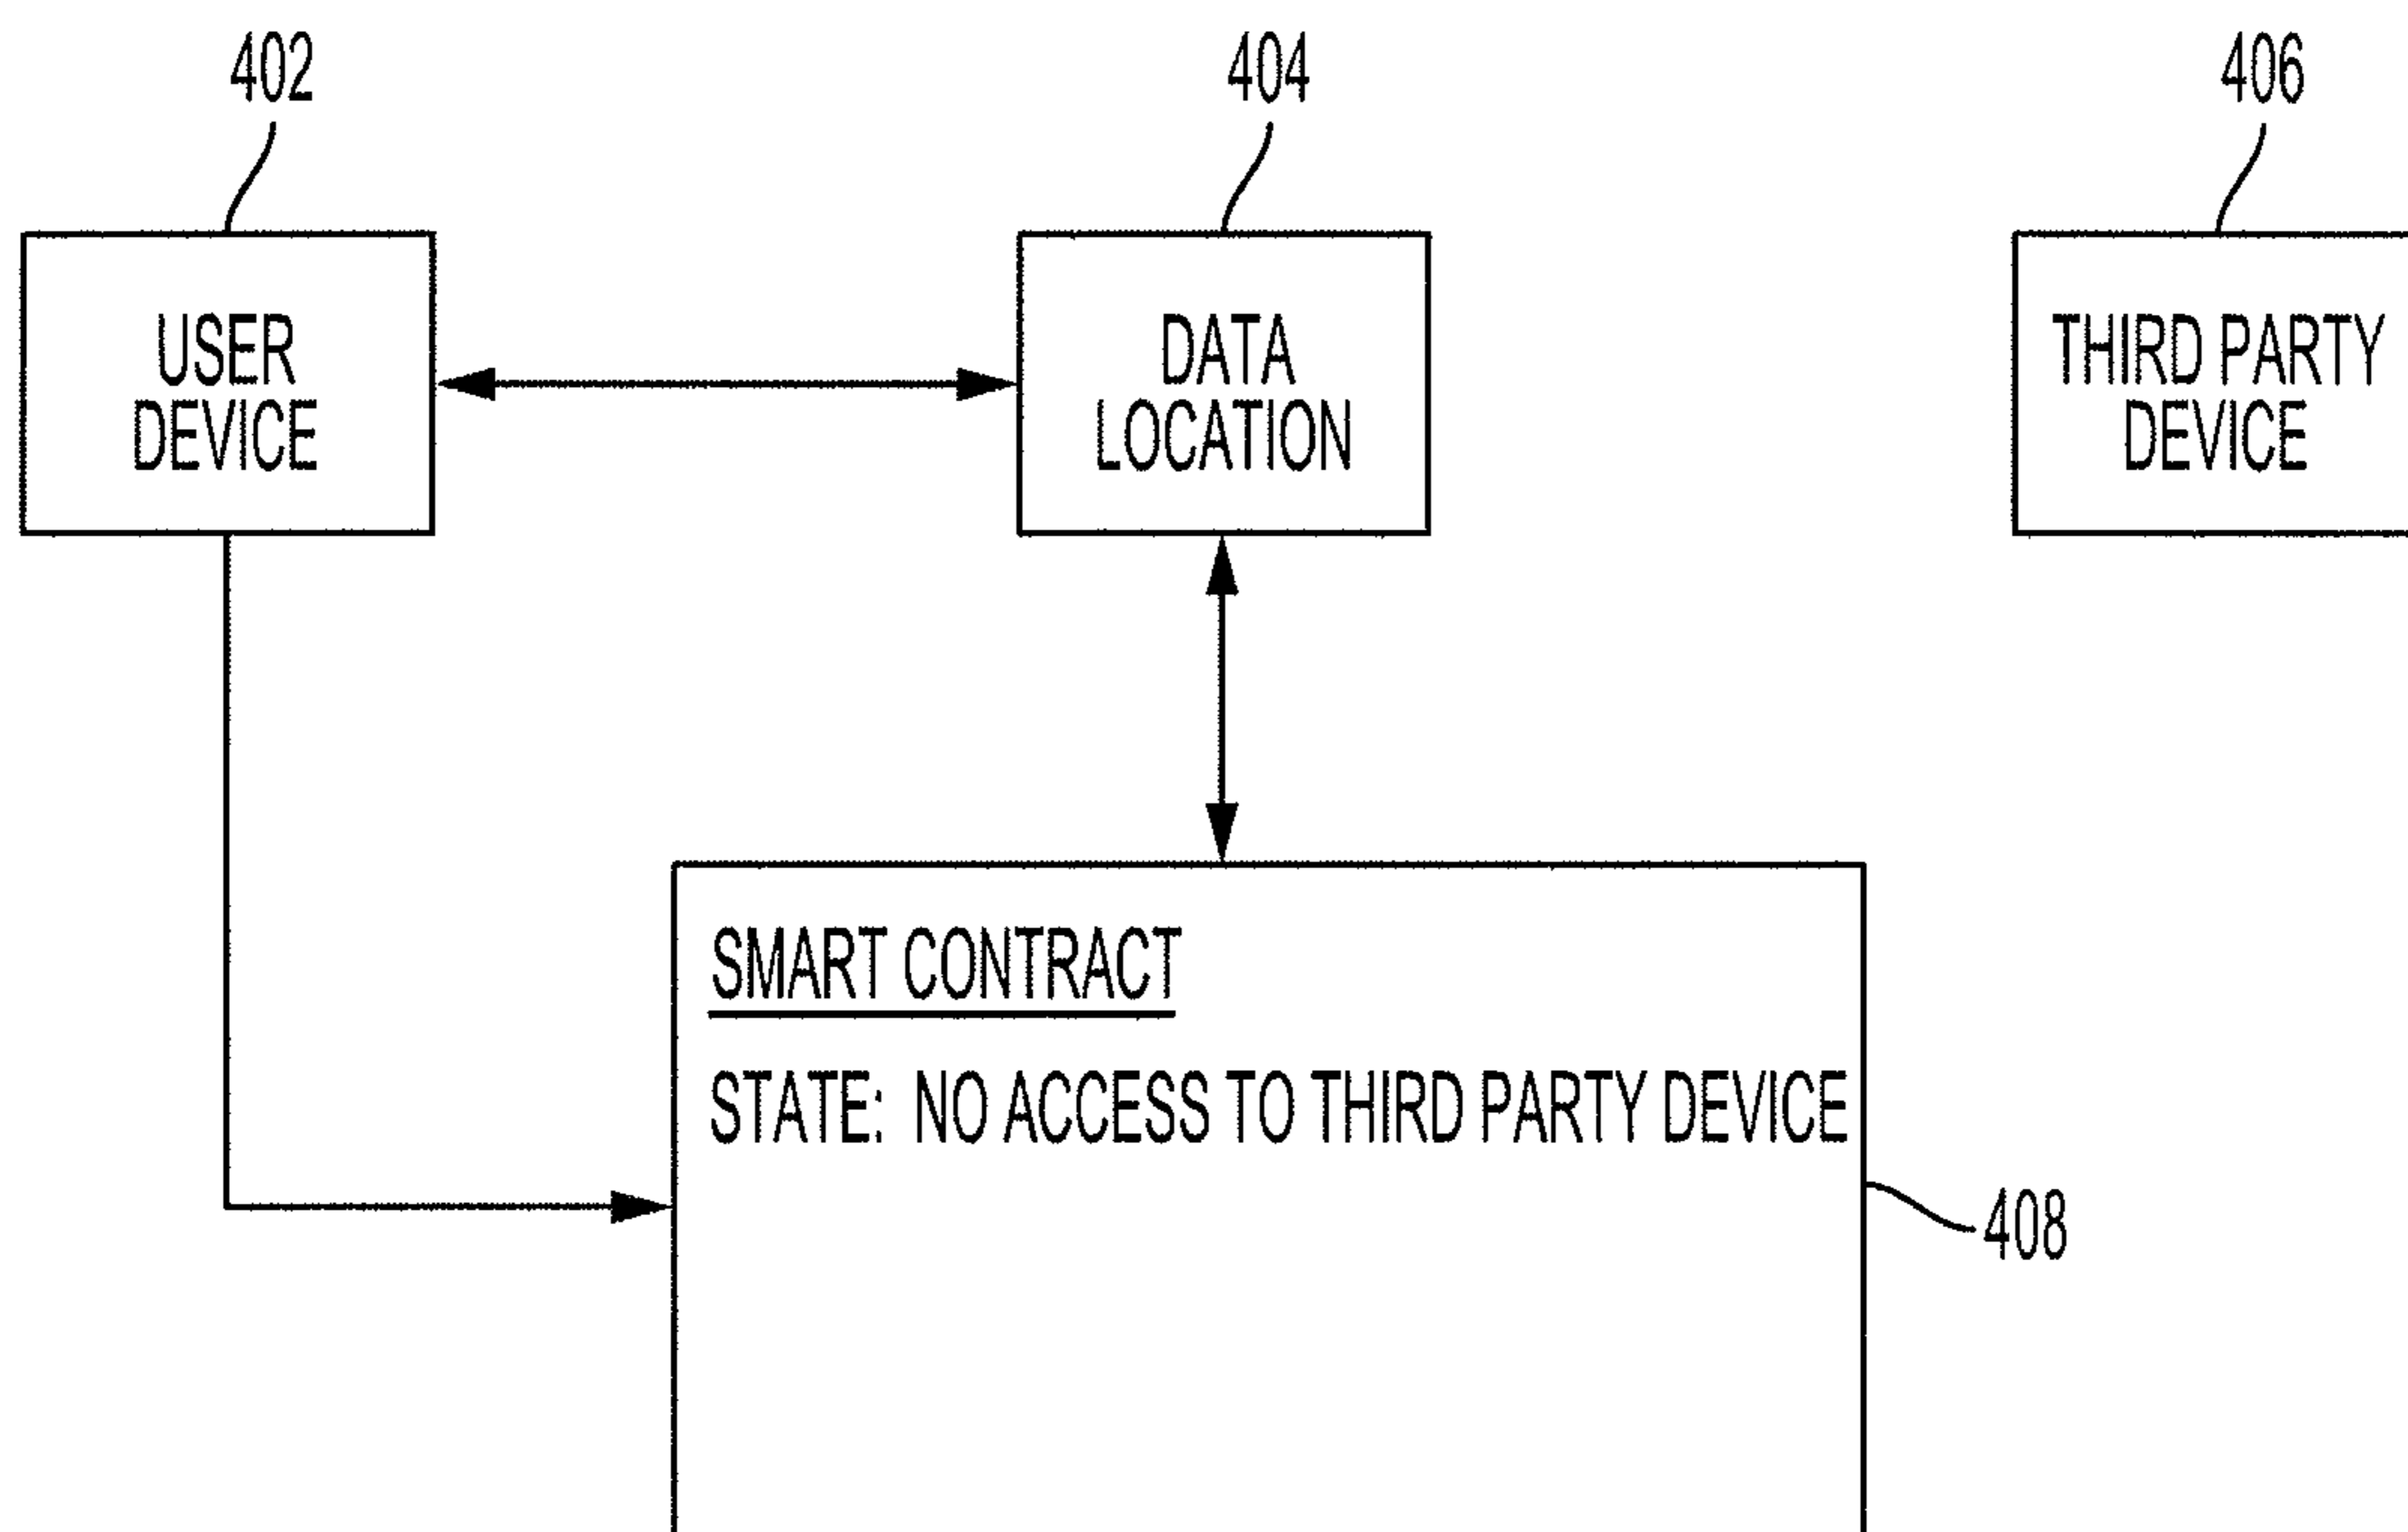 402
404
406
USER
DEVICE
DATA
LOCATION
THIRD PARTY
DEVICE
SMART CONTRACT
STATE: NO ACCESS TO THIRD PARTY DEVICE
408